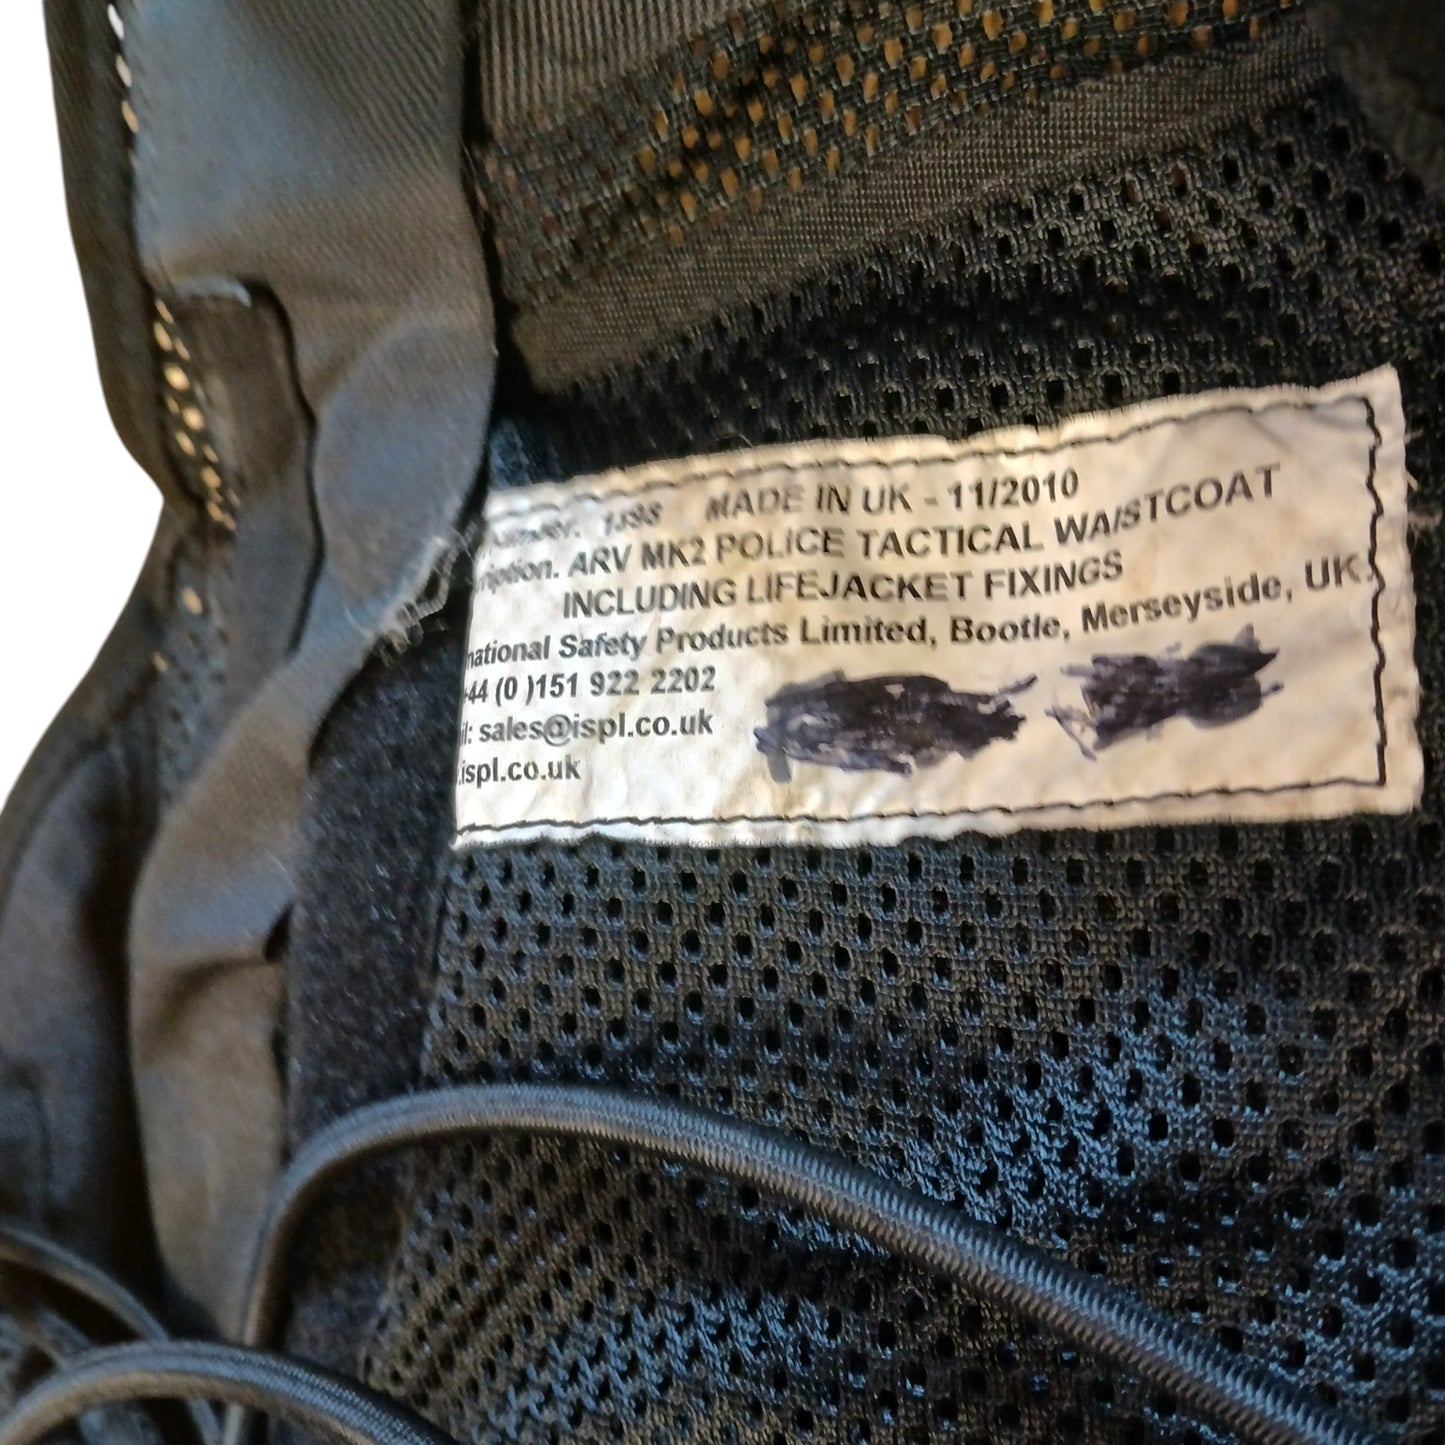 MADE IN UK - 11/2010
ARV MK2 POLICE TACTICAL WAISTCOAT
INCLUDING LIFEJACKET FIXINGS
national Safety Products Limited, Bootle, Merseyside, UK.
+44 (0 )151 922 2202
il: sales@ispl.co.uk
.ispl.co.uk